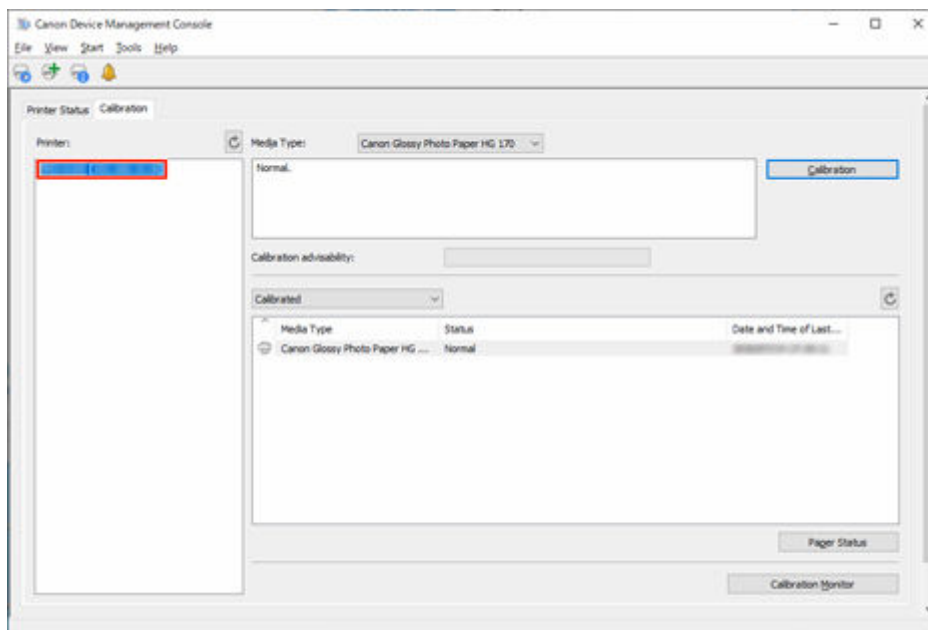 Canon Device Management Console
File View Start Tools Help
Printer Status Calibration
Printer:
Media Type: Canon Glossy Photo Paper HG 170
Normal.
Calibration
Calibration advisability:
Calibrated
Media Type Status Date and Time of Last...
Canon Glossy Photo Paper HG .... Normal
Paper Status
Calibration Monitor